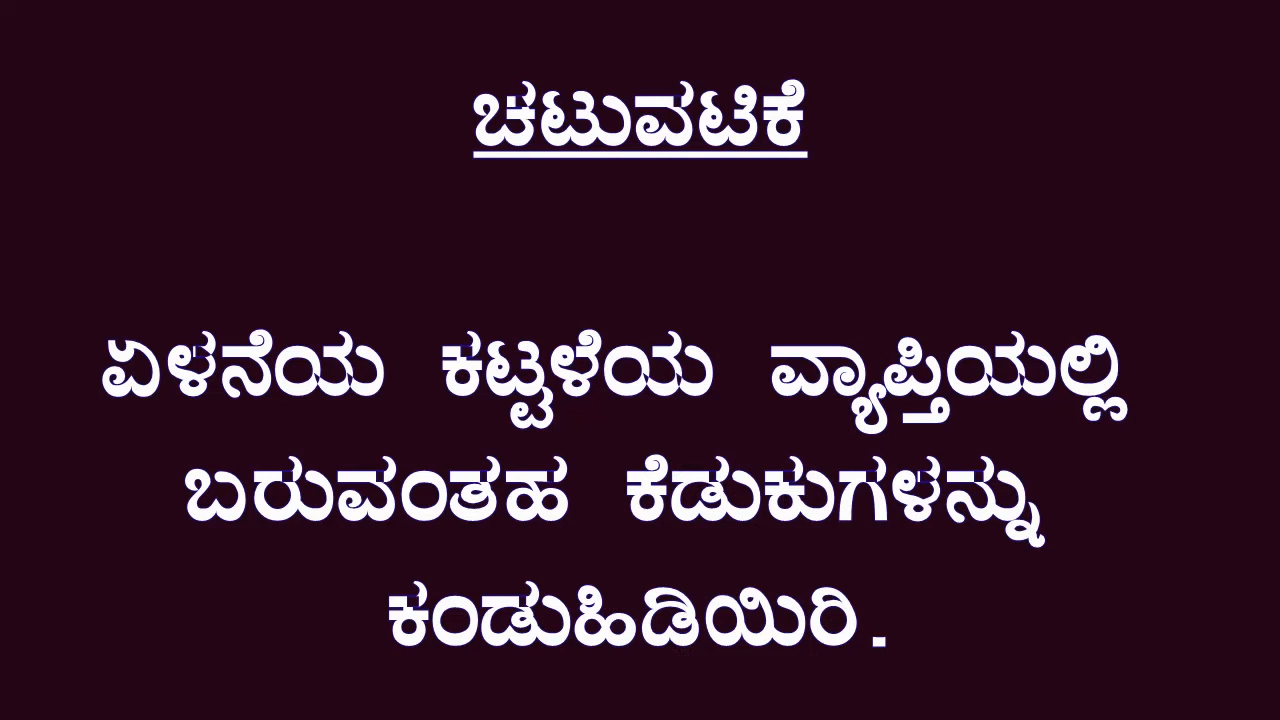 ಚಟುವಟಿಕೆ
ಏಳನೆಯ ಕಟ್ಟಳೆಯ ವ್ಯಾಪ್ತಿಯಲ್ಲಿ
ಬರುವಂತಹ ಕೆಡುಕುಗಳನ್ನು
ಕಂಡುಹಿಡಿಯಿರಿ.